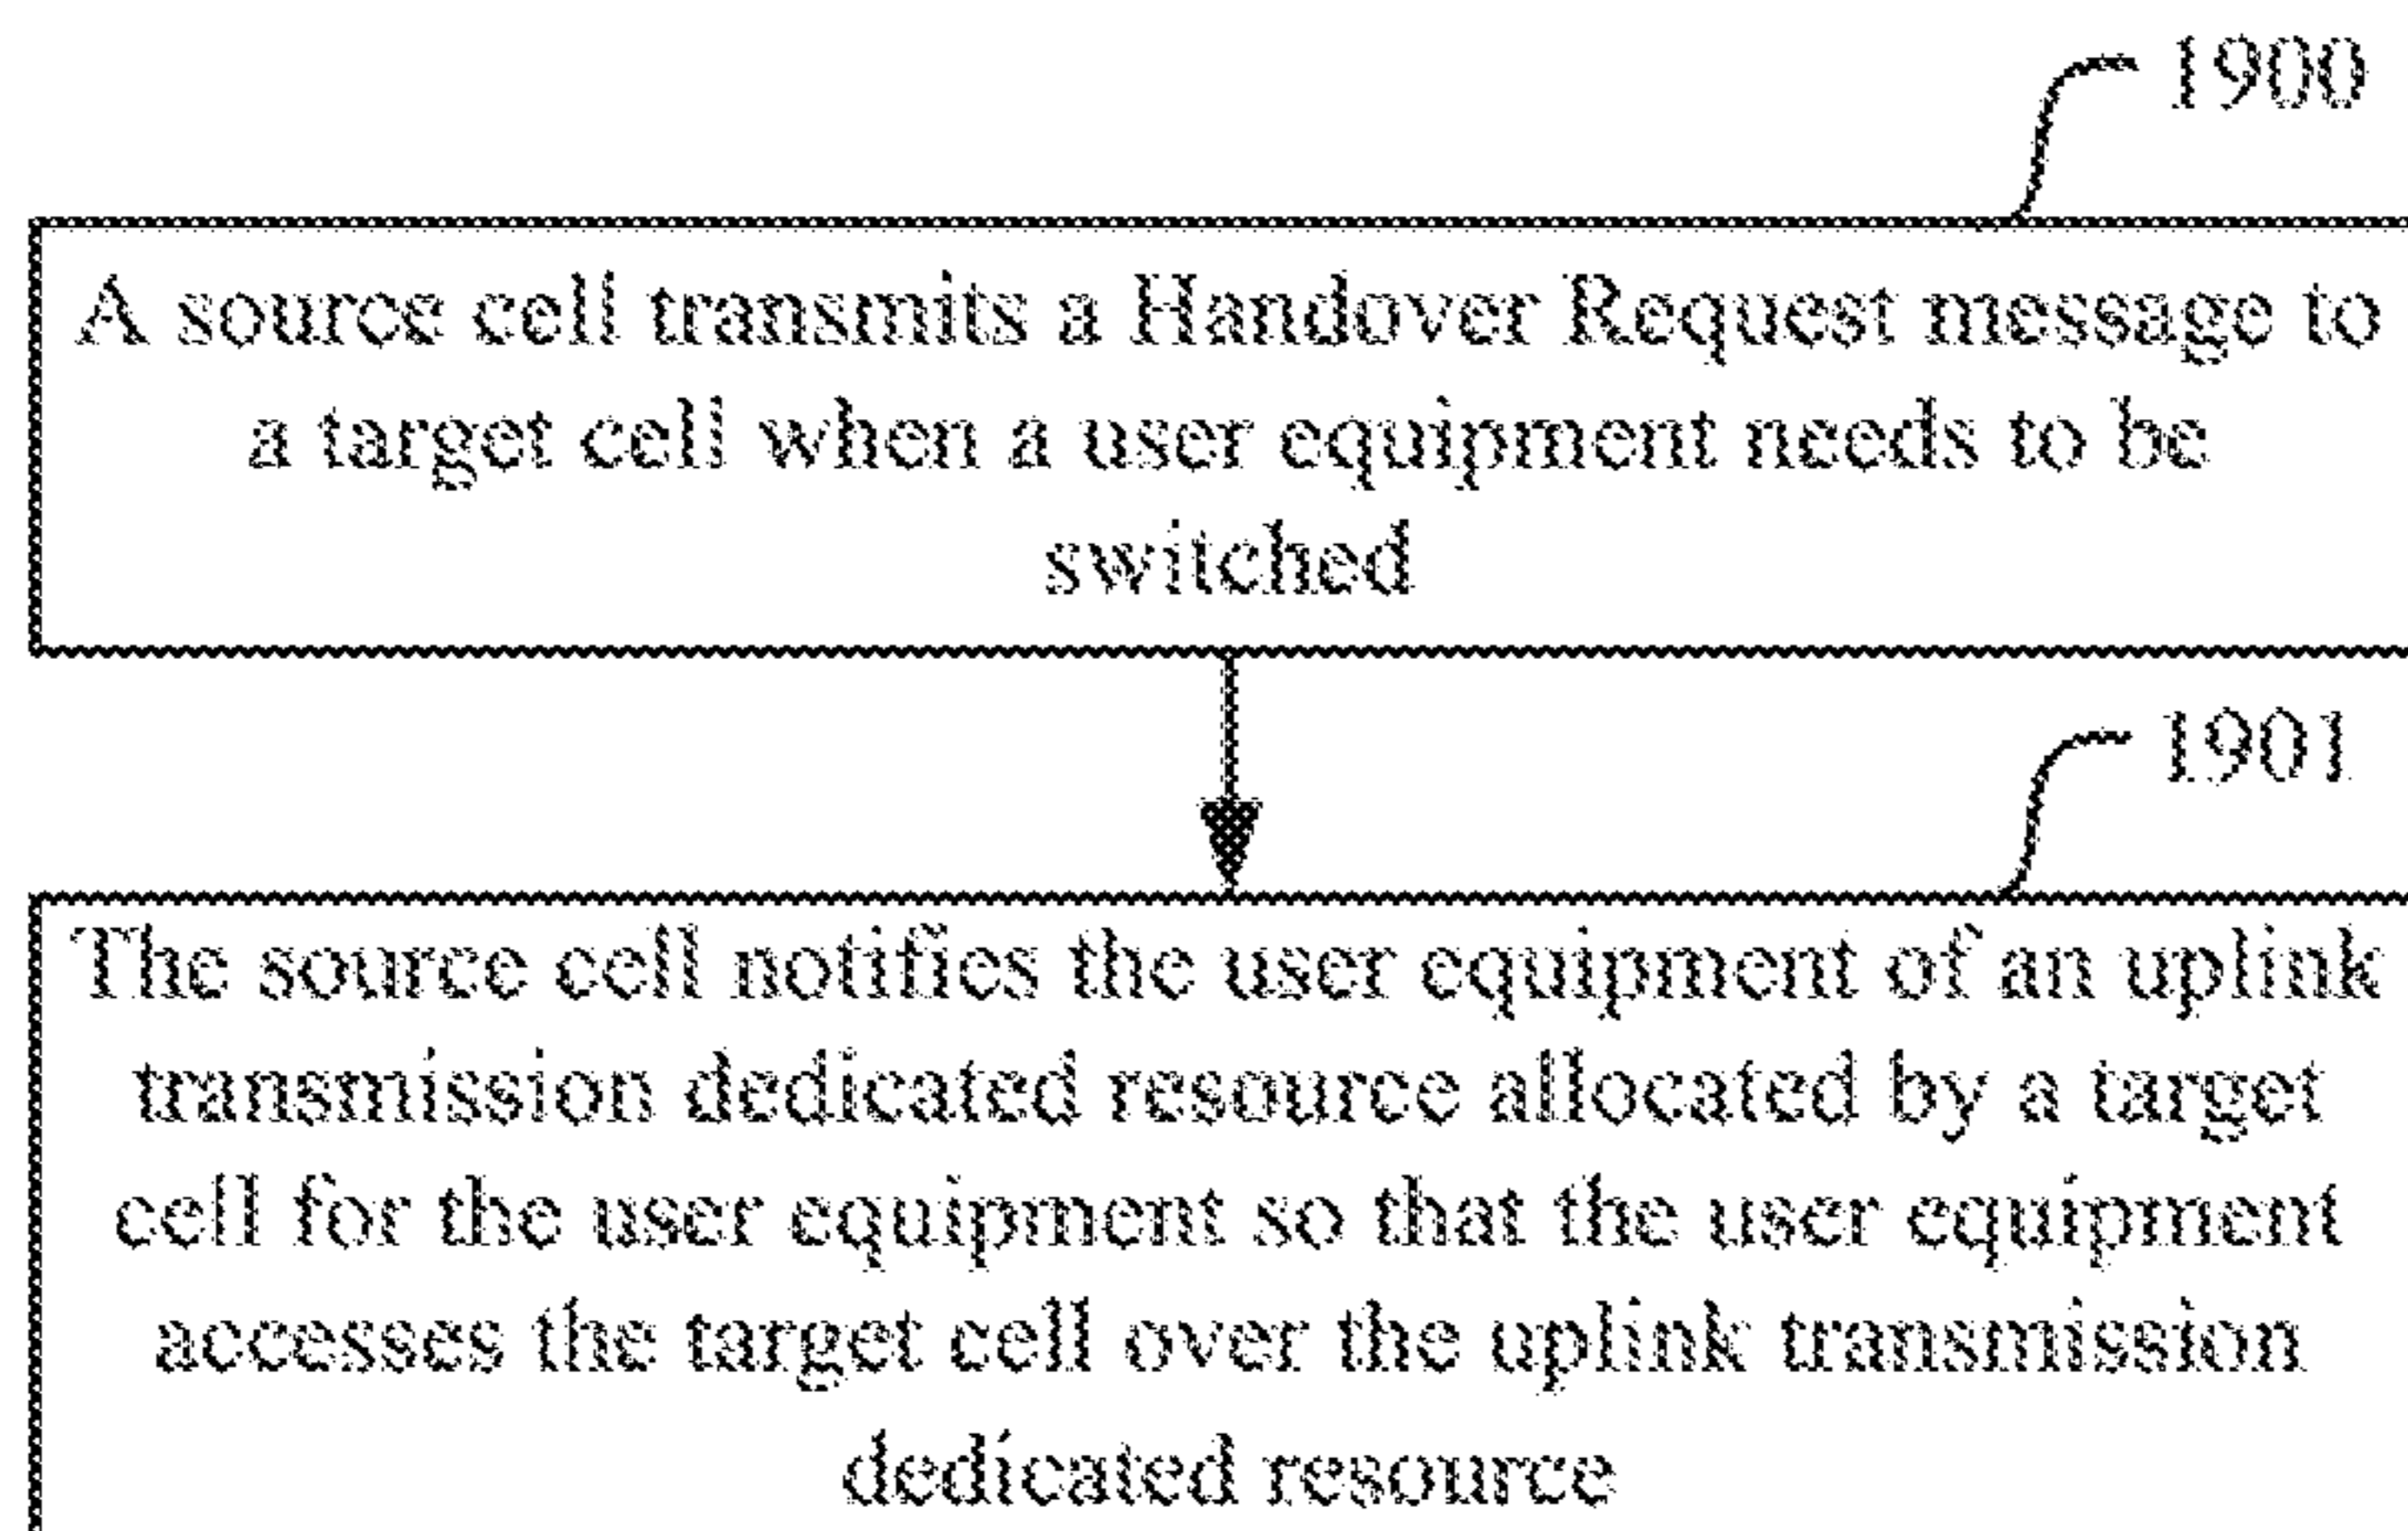 1900
A source cell transmits a Handover Request message to
a target cell when a user equipment needs to be
switched
1901
The source cell notifies the user equipment of an uplink
transmission dedicated resource allocated by a target
cell for the user equipment so that the user equipment
accesses the target cell over the uplink transmission
dedicated resource